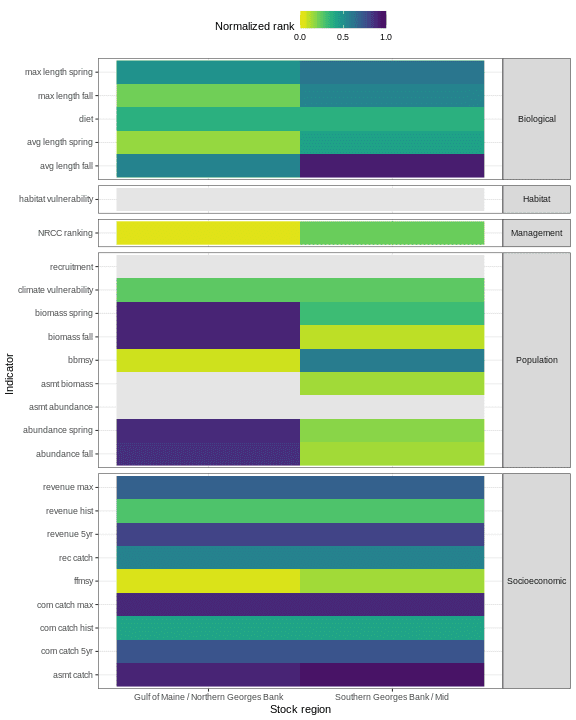 Normalized rank
0.0 0.5 1.0
Indicator
max length spring
max length fall
diet
avg length spring
avg length fall
Biological
habitat vulnerability
Habitat
NRCC ranking
Management
recruitment
climate vulnerability
biomass spring
biomass fall
bbmsy
asmt biomass
asmt abundance
abundance spring
abundance fall
Population
revenue max
revenue hist
revenue 5yr
rec catch
ffmsy
com catch max
com catch hist
com catch 5yr
asmt catch
Socioeconomic
Gulf of Maine / Northern Georges Bank
Southern Georges Bank / Mid
Stock region